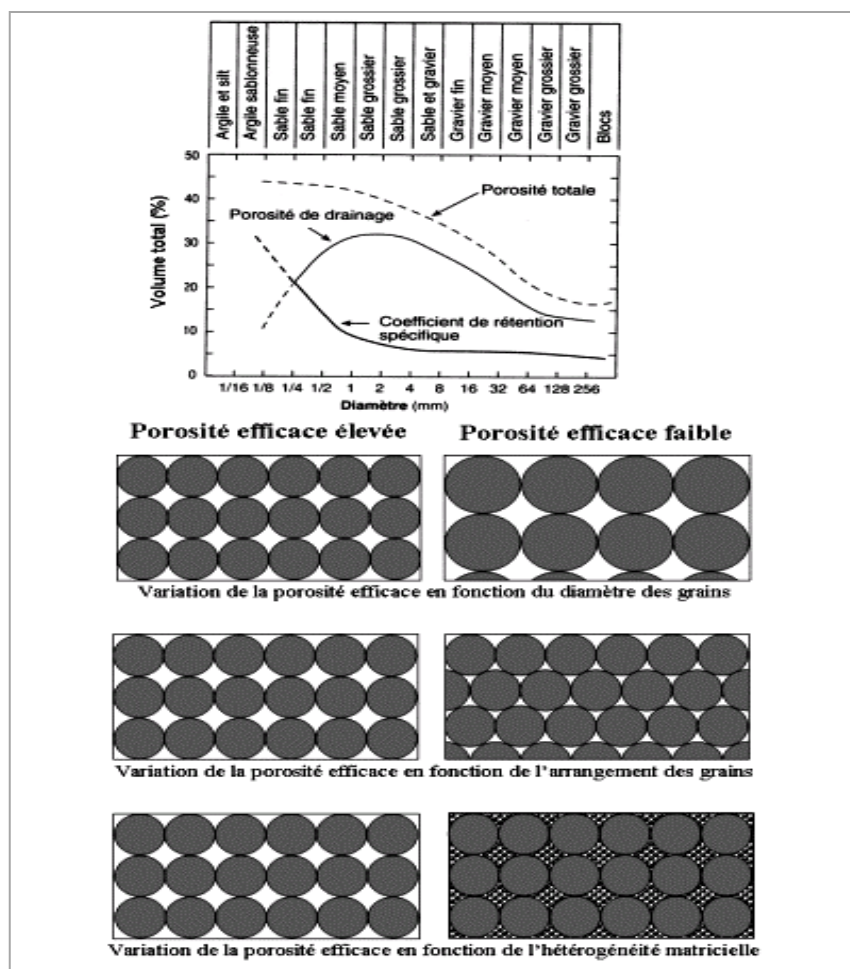 Argile et silt
Argile sablonneuse
Sable fin
Sable fin
Sable moyen
Sable grossier
Sable grossier
Sable et gravier
Gravier fin
Gravier moyen
Gravier moyen
Gravier grossier
Gravier grossier
Blocs
50
40
30
20
10
0
Volume total (%)
Porosité totale
Porosité de drainage
Coefficient de rétention
spécifique
1/16 1/8 1/4 1/2 1 2 4 8 16 32 64 128 256
Diamètre (mm)
Porosité efficace élevée
Porosité efficace faible
Variation de la porosité efficace en fonction du diamètre des grains
Variation de la porosité efficace en fonction de l'arrangement des grains
Variation de la porosité efficace en fonction de l'hétérogénéité matricielle